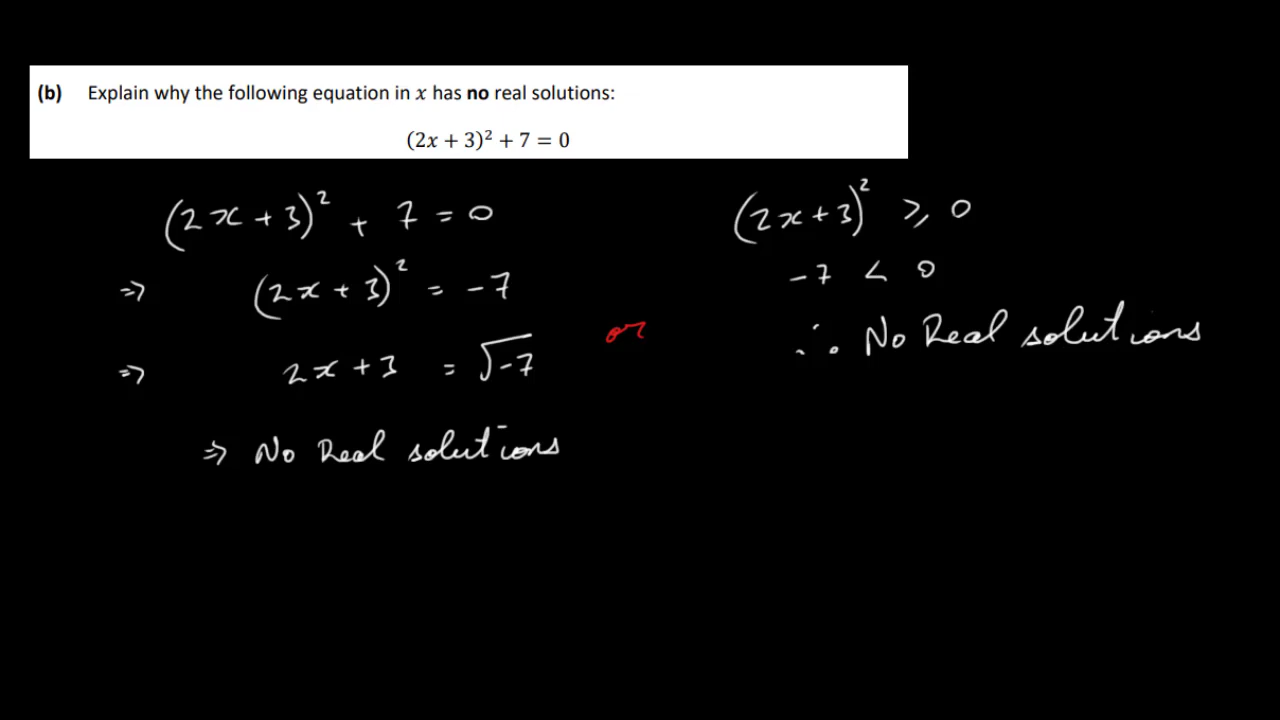 (b) Explain why the following equation in x has no real solutions:
(2x + 3)² + 7 = 0
(2x + 3)² + 7 = 0
⇒ (2x + 3)² = -7
⇒ 2x + 3 = √-7
⇒ No Real solutions
or
(2x + 3)² ⩾ 0
-7 < 0
∴ No Real solutions